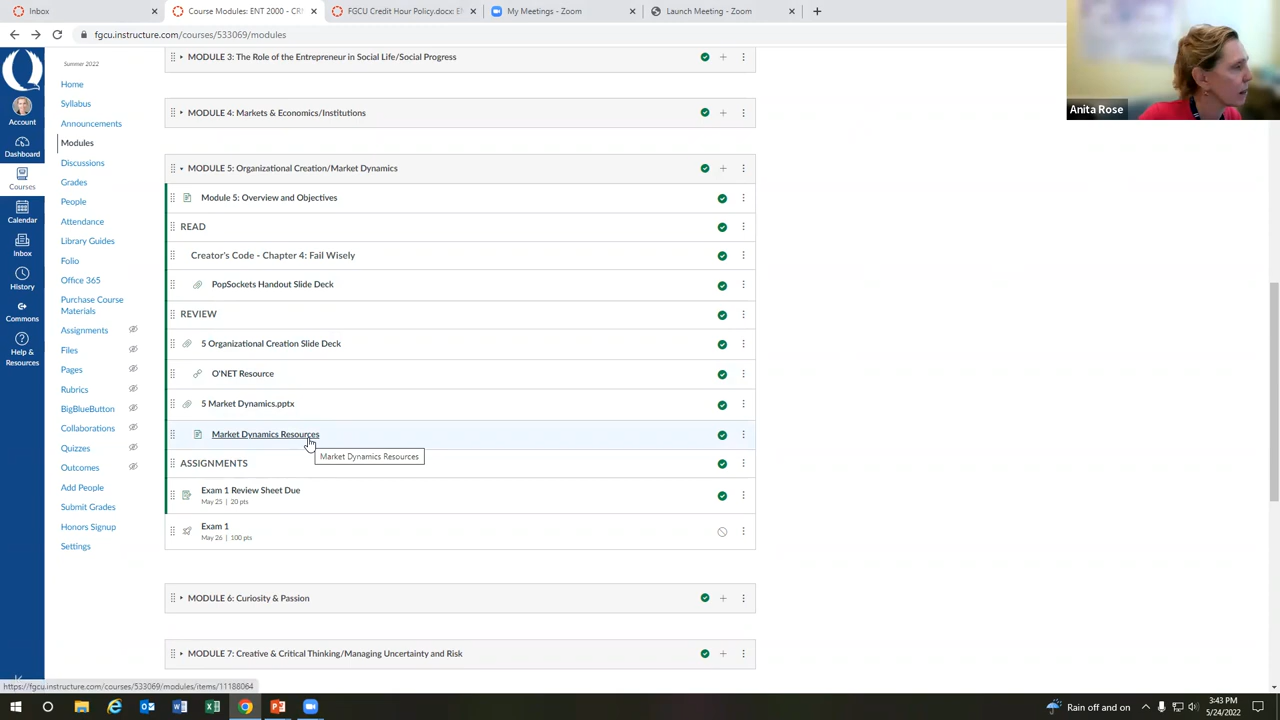 Inbox
Course Modules: ENT 2000 - CR
FGCU Credit Hour Policy.docx: EN
My Meetings - Zoom
Launch Meeting - Zoom
fgcu.instructure.com/courses/533069/modules
Anita Rose
Account
Dashboard
Courses
Calendar
Inbox
History
Commons
Help &
Resources
Summer 2022
Home
Syllabus
Announcements
Modules
Discussions
Grades
People
Attendance
Library Guides
Folio
Office 365
Purchase Course
Materials
Assignments
Files
Pages
Rubrics
BigBlueButton
Collaborations
Quizzes
Outcomes
Add People
Submit Grades
Honors Signup
Settings
MODULE 3: The Role of the Entrepreneur in Social Life/Social Progress
MODULE 4: Markets & Economics/Institutions
MODULE 5: Organizational Creation/Market Dynamics
Module 5: Overview and Objectives
READ
Creator's Code - Chapter 4: Fail Wisely
PopSockets Handout Slide Deck
REVIEW
5 Organizational Creation Slide Deck
O'NET Resource
5 Market Dynamics.pptx
Market Dynamics Resources
Market Dynamics Resources
ASSIGNMENTS
Exam 1 Review Sheet Due
May 25 | 20 pts
Exam 1
May 26 | 100 pts
MODULE 6: Curiosity & Passion
MODULE 7: Creative & Critical Thinking/Managing Uncertainty and Risk
https://fgcu.instructure.com/courses/533069/modules/items/11188064
Rain off and on
3:43 PM
5/24/2022